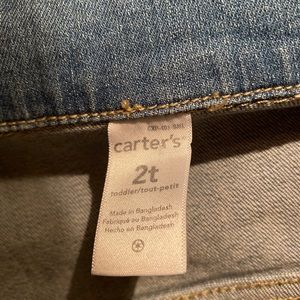 carter's
2t
toddler/tout-petit
Made in Bangladesh
Fabriqué au Bangladesh
Hecho en Bangladesh